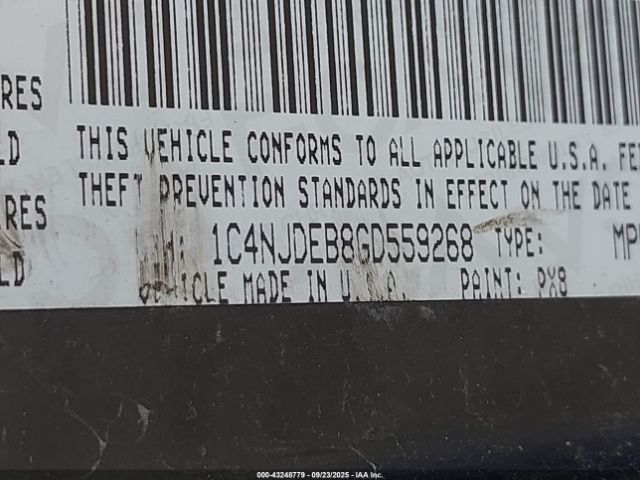 RES
LD
RES
LD
THIS VEHICLE CONFORMS TO ALL APPLICABLE U.S.A. FE
THEFT PREVENTION STANDARDS IN EFFECT ON THE DATE
1C4NJDEB8GD559268 TYPE: MP
VEHICLE MADE IN U. A. PAINT: PX8
000-43248779 - 09/23/2025 - IAA Inc.